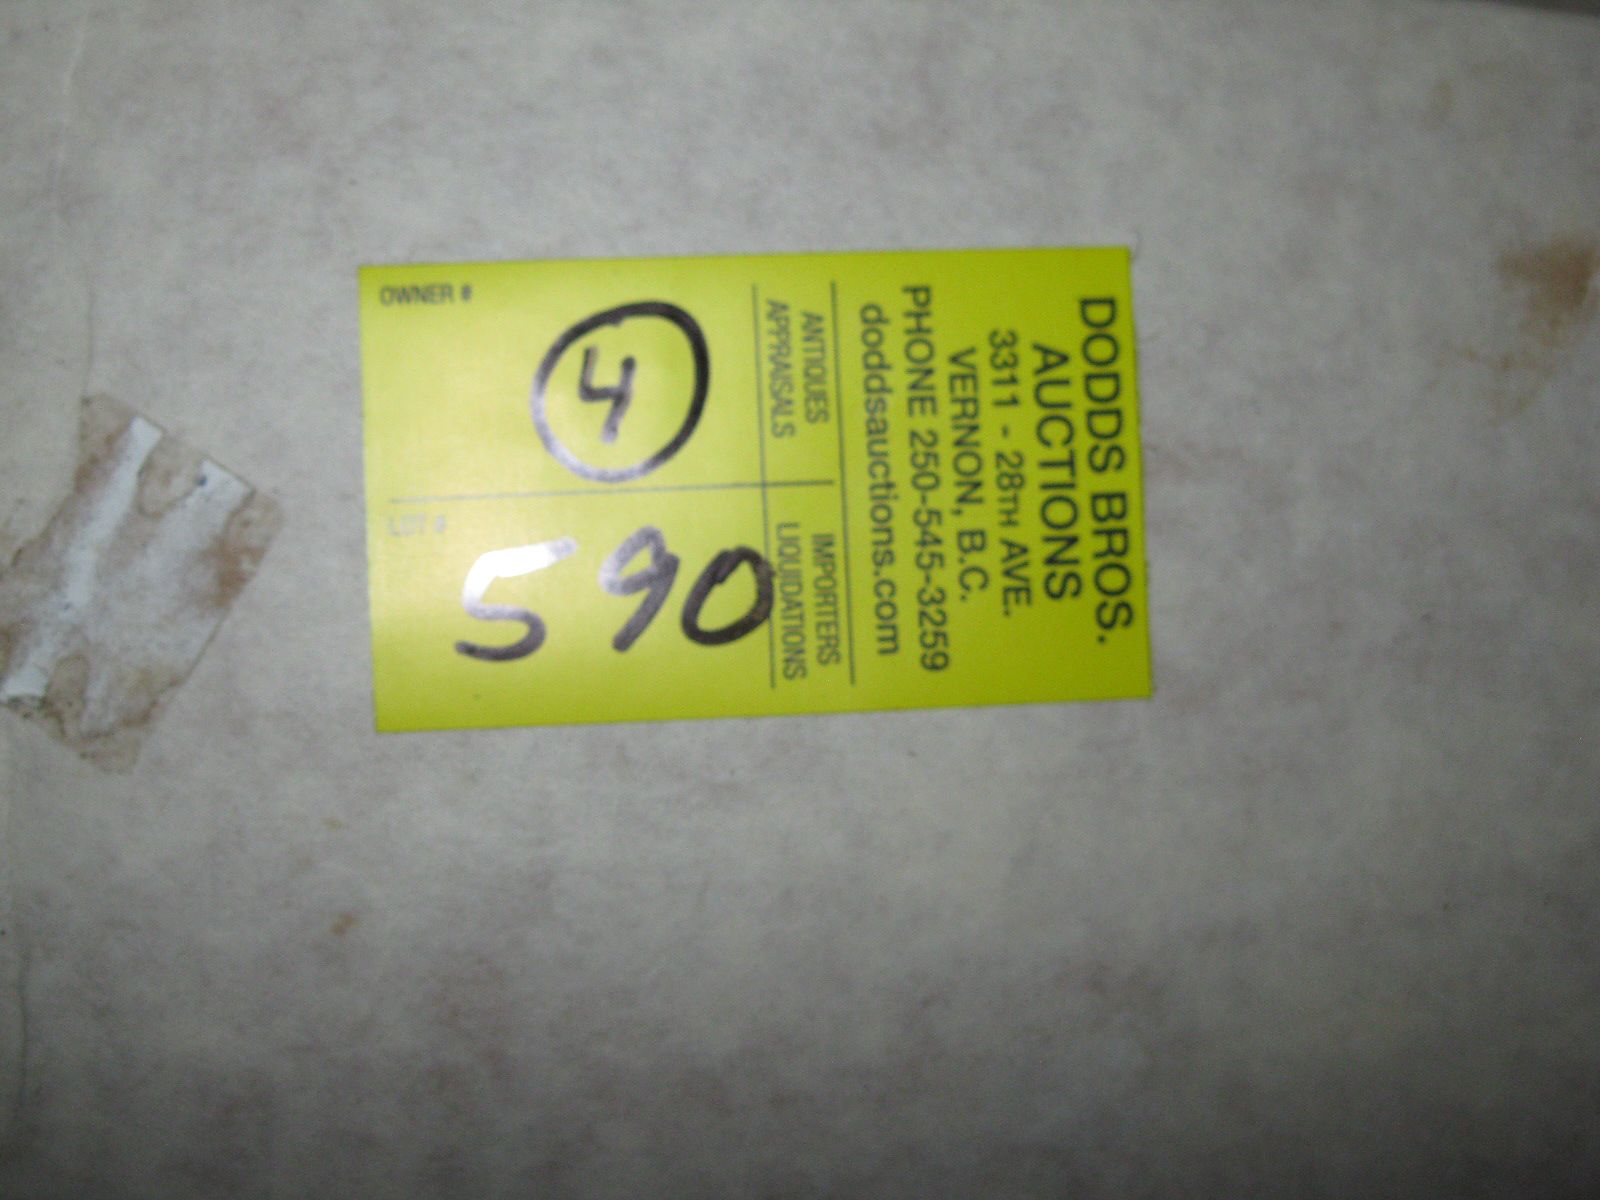 DODDS BROS.
AUCTIONS
3311 - 28TH AVE.
VERNON, B.C.
PHONE 250-545-3259
doddsauctions.com
ANTIQUES
APPRAISALS
IMPORTERS
LIQUIDATIONS
OWNER #
4
LOT #
590